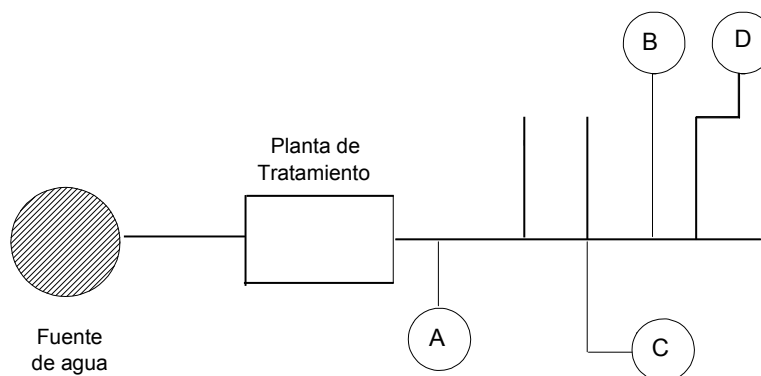 B
D
Planta de
Tratamiento
A
Fuente
de agua
C